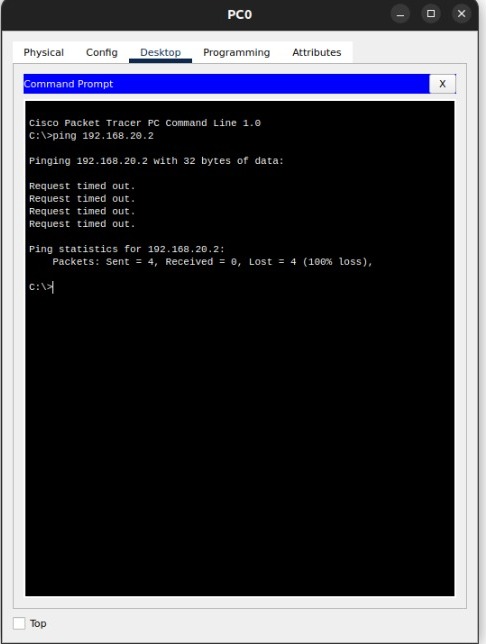 PC0
Physical Config Desktop Programming Attributes
Command Prompt X
Cisco Packet Tracer PC Command Line 1.0
C:\>ping 192.168.20.2
Pinging 192.168.20.2 with 32 bytes of data:
Request timed out.
Request timed out.
Request timed out.
Request timed out.
Ping statistics for 192.168.20.2:
    Packets: Sent = 4, Received = 0, Lost = 4 (100% loss),
C:\>
Top